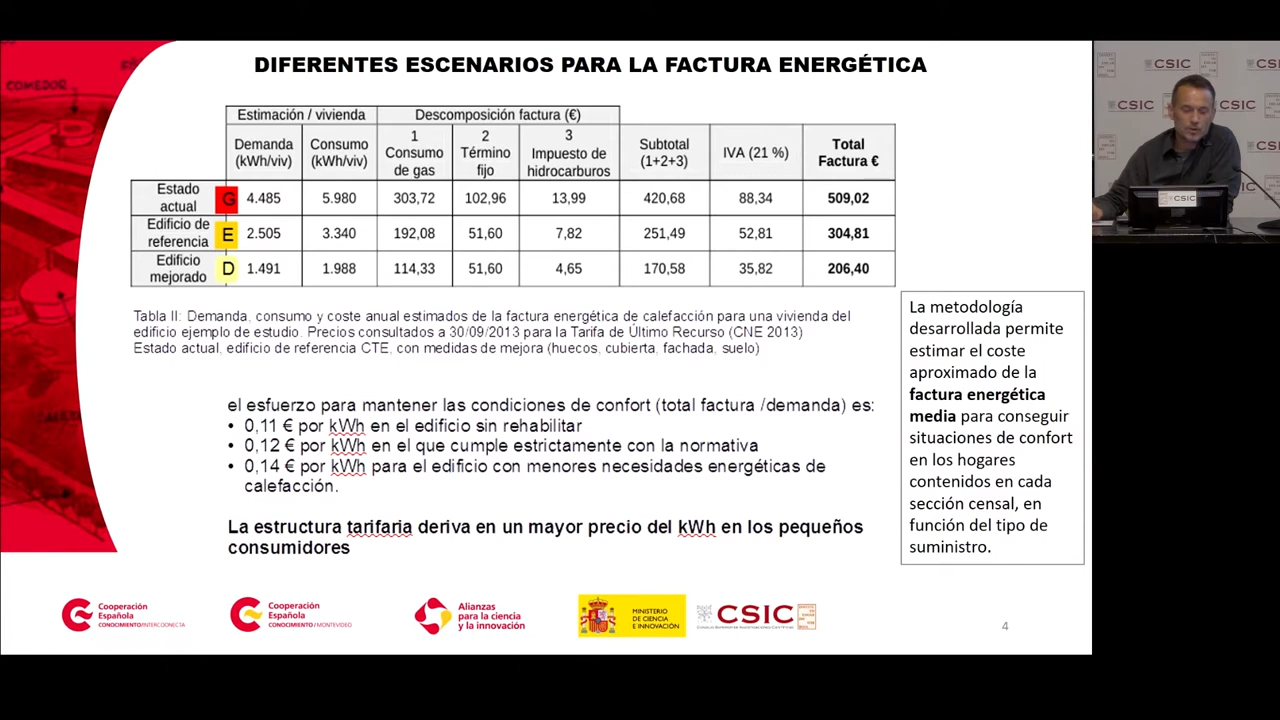 DIFERENTES ESCENARIOS PARA LA FACTURA ENERGÉTICA
Estimación / vivienda
Descomposición factura (€)
Demanda (kWh/viv)
Consumo (kWh/viv)
1 Consumo de gas
2 Término fijo
3 Impuesto de hidrocarburos
Subtotal (1+2+3)
IVA (21 %)
Total Factura €
Estado actual G 4.485 5.980 303,72 102,96 13,99 420,68 88,34 509,02
Edificio de referencia E 2.505 3.340 192,08 51,60 7,82 251,49 52,81 304,81
Edificio mejorado D 1.491 1.988 114,33 51,60 4,65 170,58 35,82 206,40
Tabla II: Demanda, consumo y coste anual estimados de la factura energética de calefacción para una vivienda del
edificio ejemplo de estudio. Precios consultados a 30/09/2013 para la Tarifa de Último Recurso (CNE 2013)
Estado actual, edificio de referencia CTE, con medidas de mejora (huecos, cubierta, fachada, suelo)
el esfuerzo para mantener las condiciones de confort (total factura /demanda) es:
• 0,11 € por kWh en el edificio sin rehabilitar
• 0,12 € por kWh en el que cumple estrictamente con la normativa
• 0,14 € por kWh para el edificio con menores necesidades energéticas de
calefacción.
La estructura tarifaria deriva en un mayor precio del kWh en los pequeños
consumidores
La metodología
desarrollada permite
estimar el coste
aproximado de la
factura energética
media para conseguir
situaciones de confort
en los hogares
contenidos en cada
sección censal, en
función del tipo de
suministro.
Cooperación
Española
CONOCIMIENTO/INTERCOONECTA
Cooperación
Española
CONOCIMIENTO/MONTEVIDEO
Alianzas
para la ciencia
y la innovación
MINISTERIO
DE CIENCIA
E INNOVACIÓN
CSIC
4
COMEDOR
CSIC
CSIC
CSIC
CSIC
CSIC